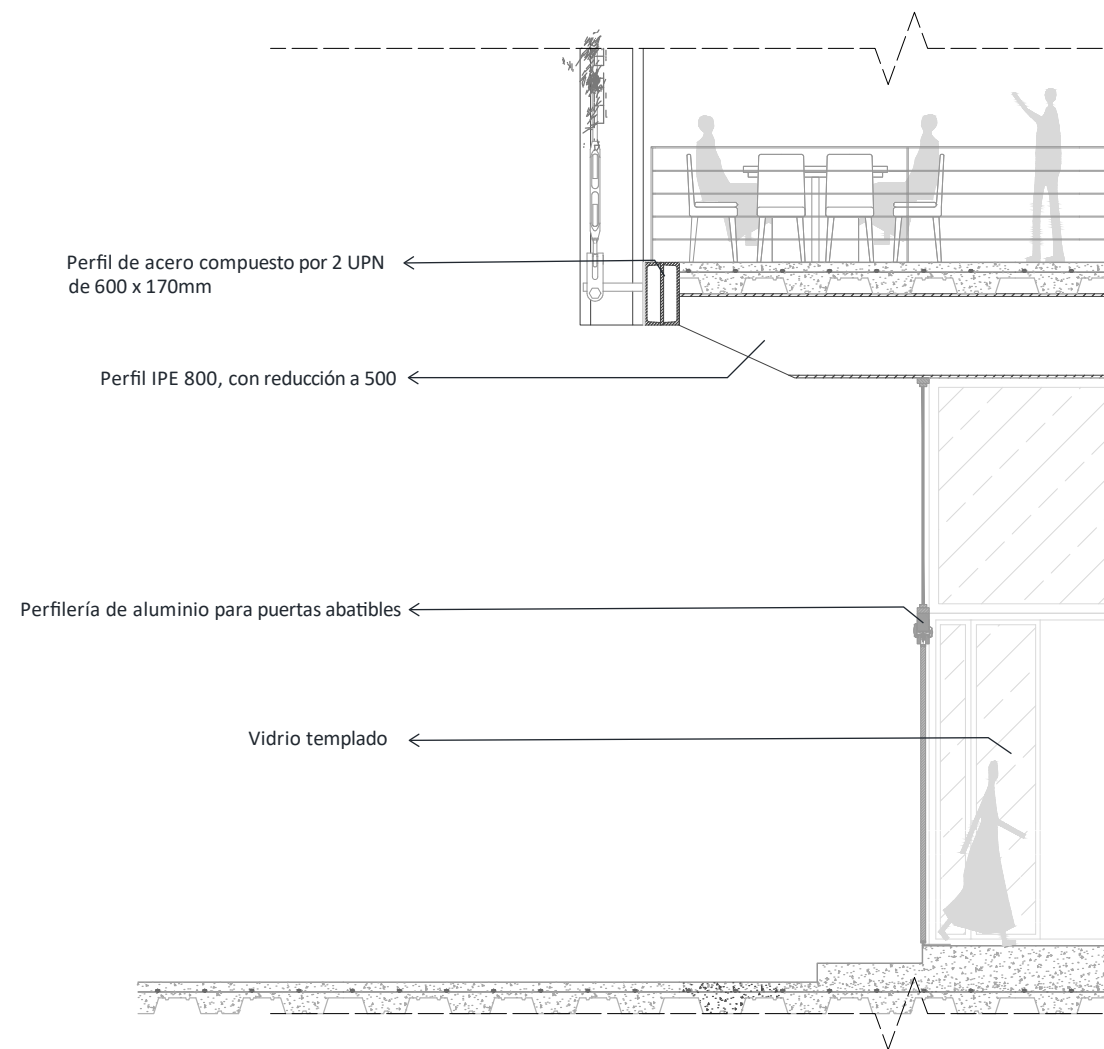 Perfil de acero compuesto por 2 UPN
de 600 x 170mm
Perfil IPE 800, con reducción a 500
Perfilería de aluminio para puertas abatibles
Vidrio templado